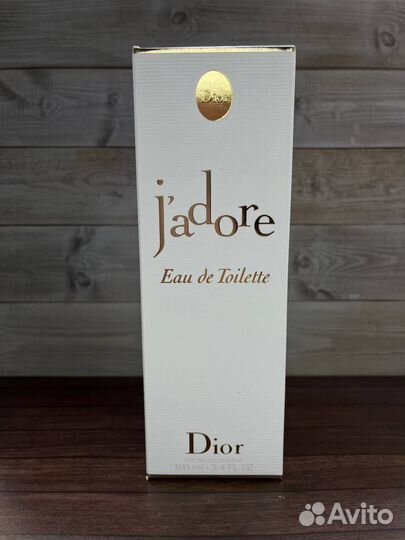 Dior
j'adore
Eau de Toilette
Dior
100 ml - 3.4 FL.OZ
Avito